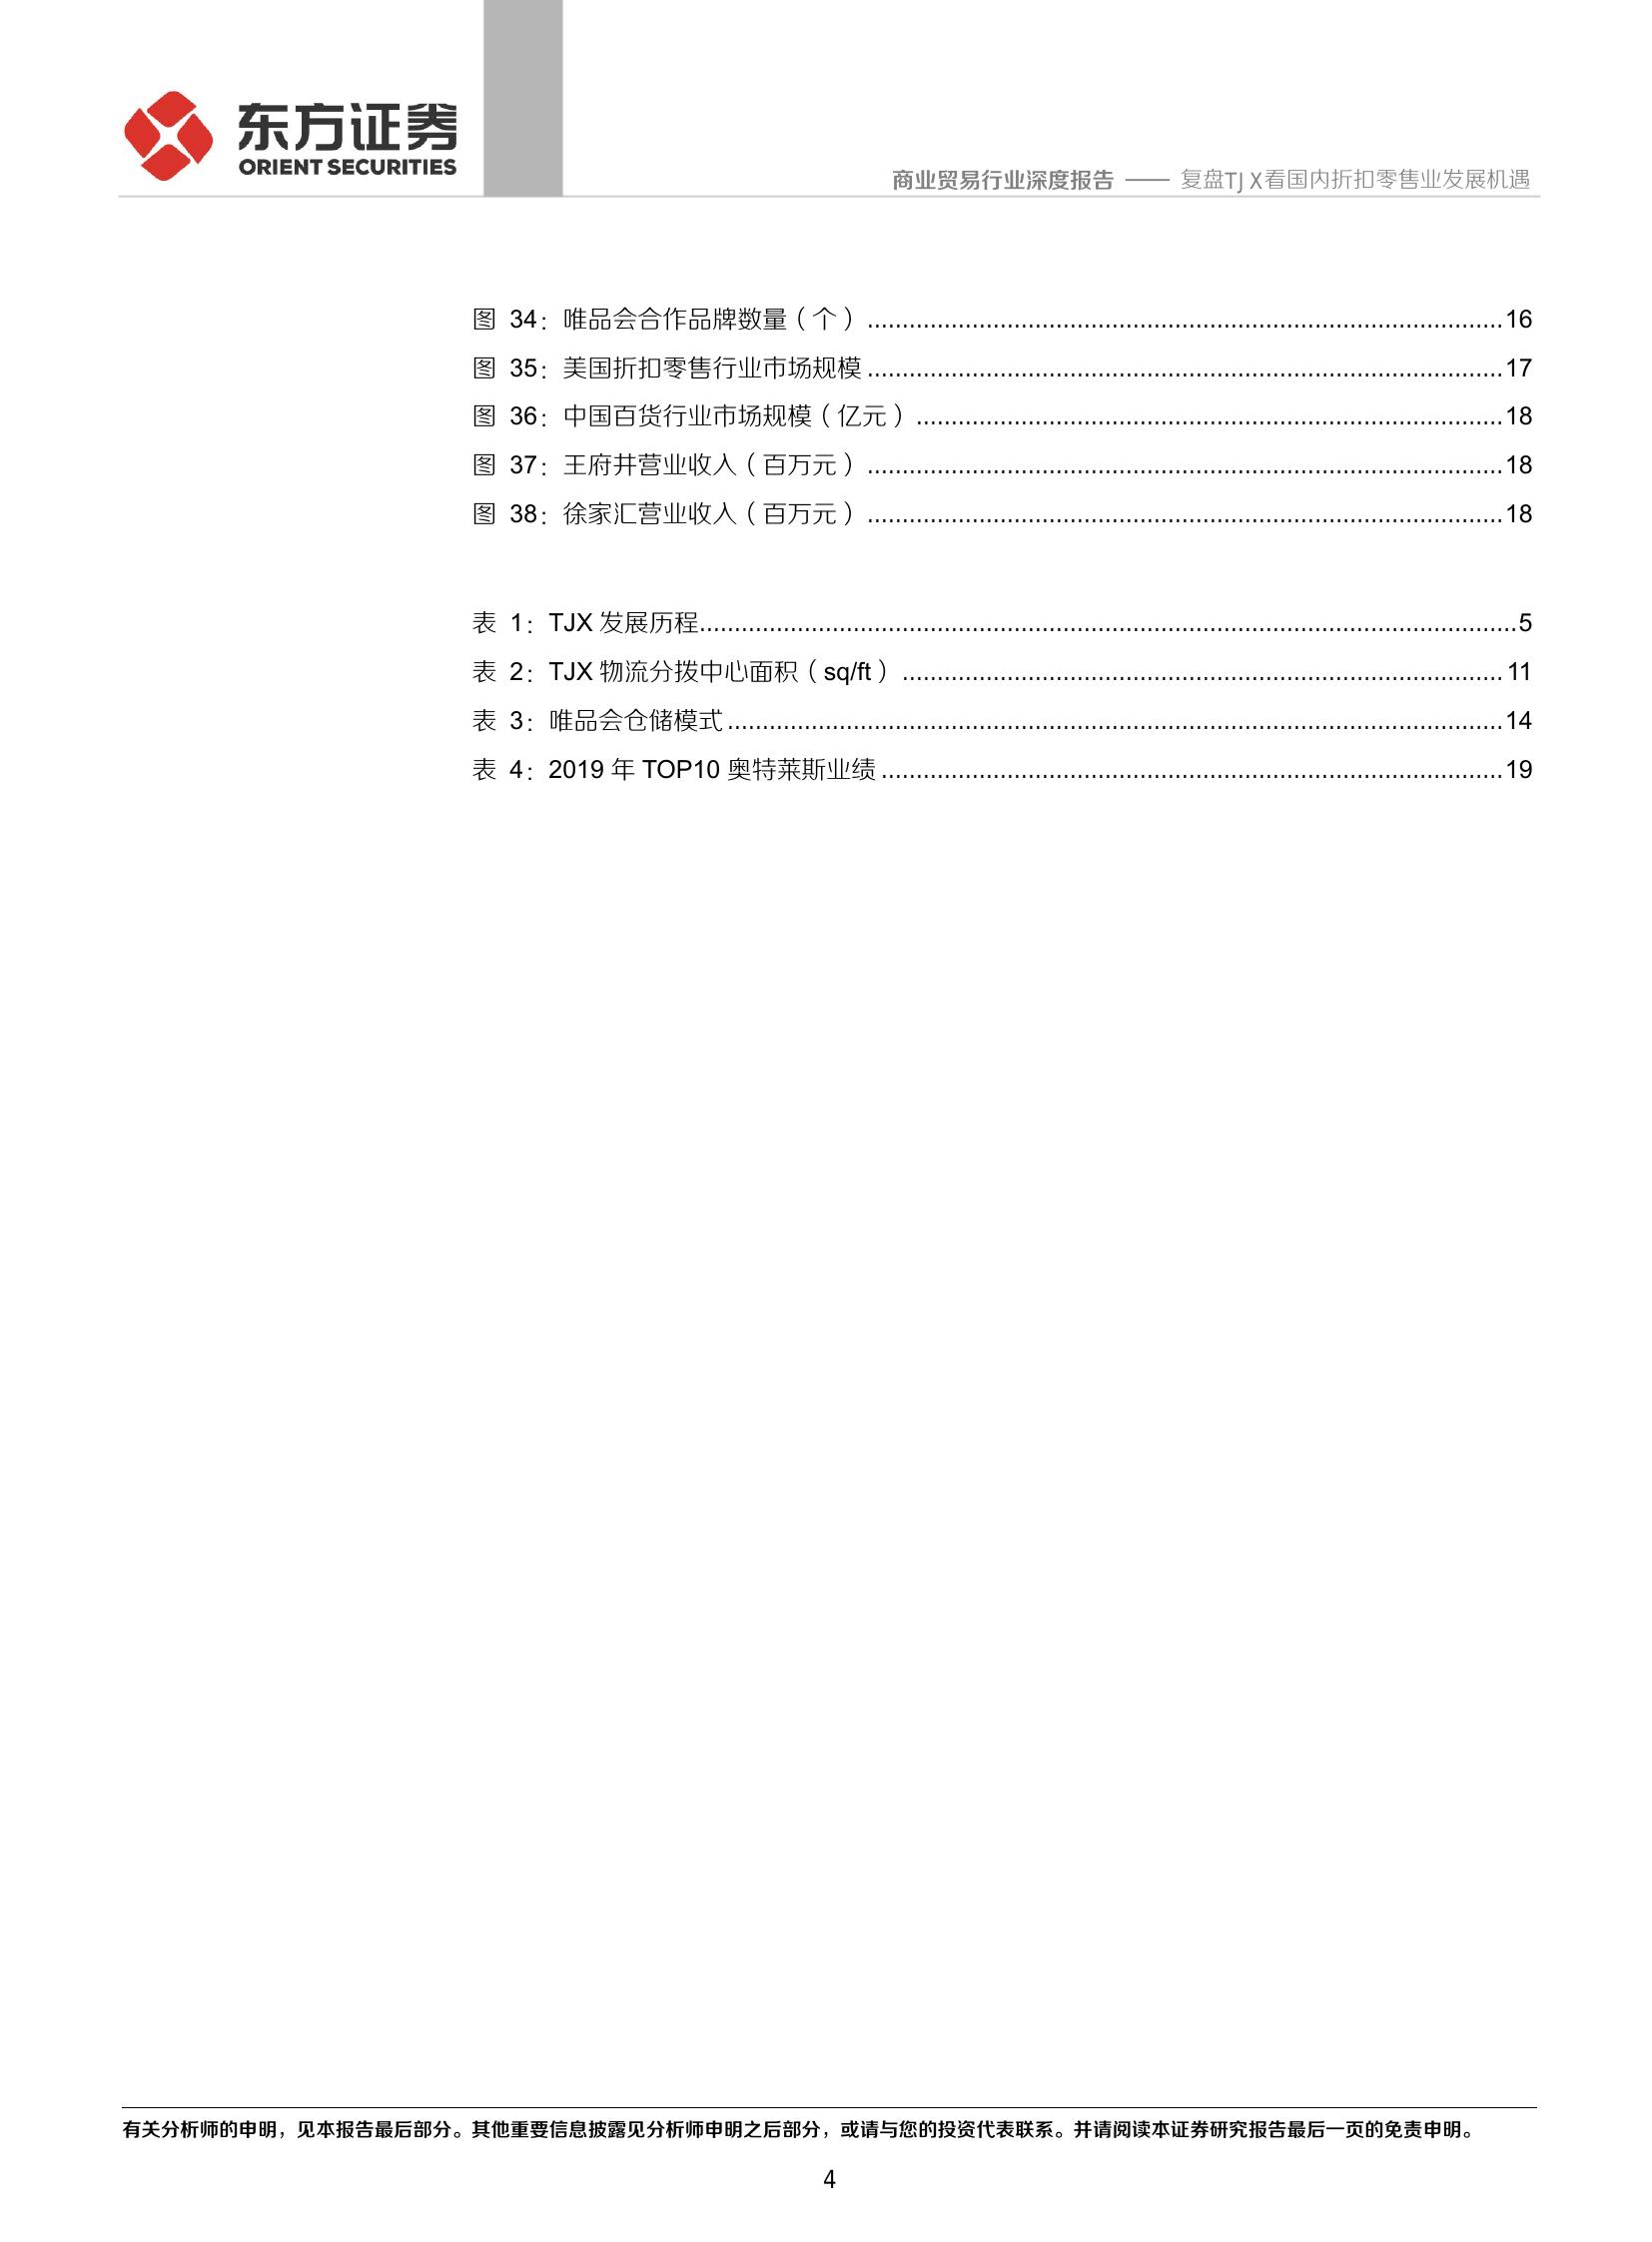 东方证券
ORIENT SECURITIES
商业贸易行业深度报告 —— 复盘TJX看国内折扣零售业发展机遇
图 34：唯品会合作品牌数量（个）...........................................................................................16
图 35：美国折扣零售行业市场规模...........................................................................................17
图 36：中国百货行业市场规模（亿元）....................................................................................18
图 37：王府井营业收入（百万元）...........................................................................................18
图 38：徐家汇营业收入（百万元）...........................................................................................18
表 1：TJX 发展历程.....................................................................................................................5
表 2：TJX 物流分拨中心面积（sq/ft）......................................................................................11
表 3：唯品会仓储模式...............................................................................................................14
表 4：2019 年 TOP10 奥特莱斯业绩.........................................................................................19
有关分析师的申明，见本报告最后部分。其他重要信息披露见分析师申明之后部分，或请与您的投资代表联系。并请阅读本证券研究报告最后一页的免责申明。
4